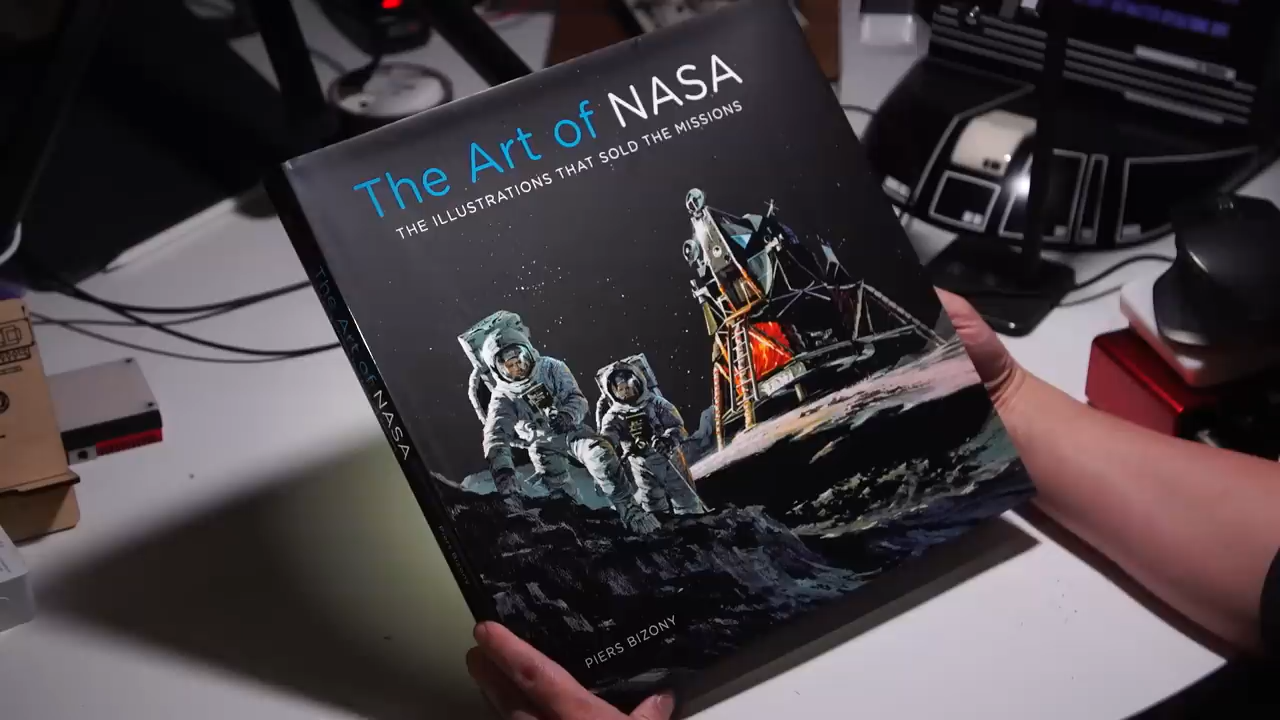 The Art of NASA
THE ILLUSTRATIONS THAT SOLD THE MISSIONS
The Art of NASA
PIERS BIZONY